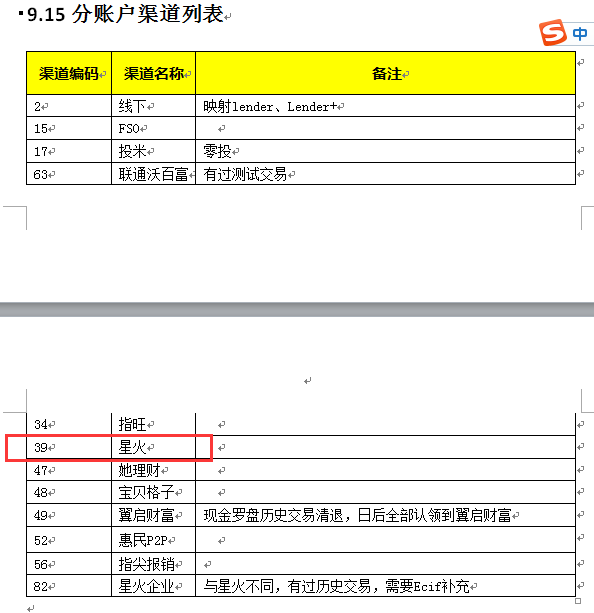 9.15 分账户渠道列表
中
渠道编码 渠道名称 备注
2 线下 映射lender、Lender+
15 FSO
17 投米 零投
63 联通沃百富 有过测试交易
34 指旺
39 星火
47 她理财
48 宝贝格子
49 翼启财富 现金罗盘历史交易清退，日后全部认领到翼启财富
52 惠民P2P
56 指尖报销
82 星火企业 与星火不同，有过历史交易，需要Ecif补充